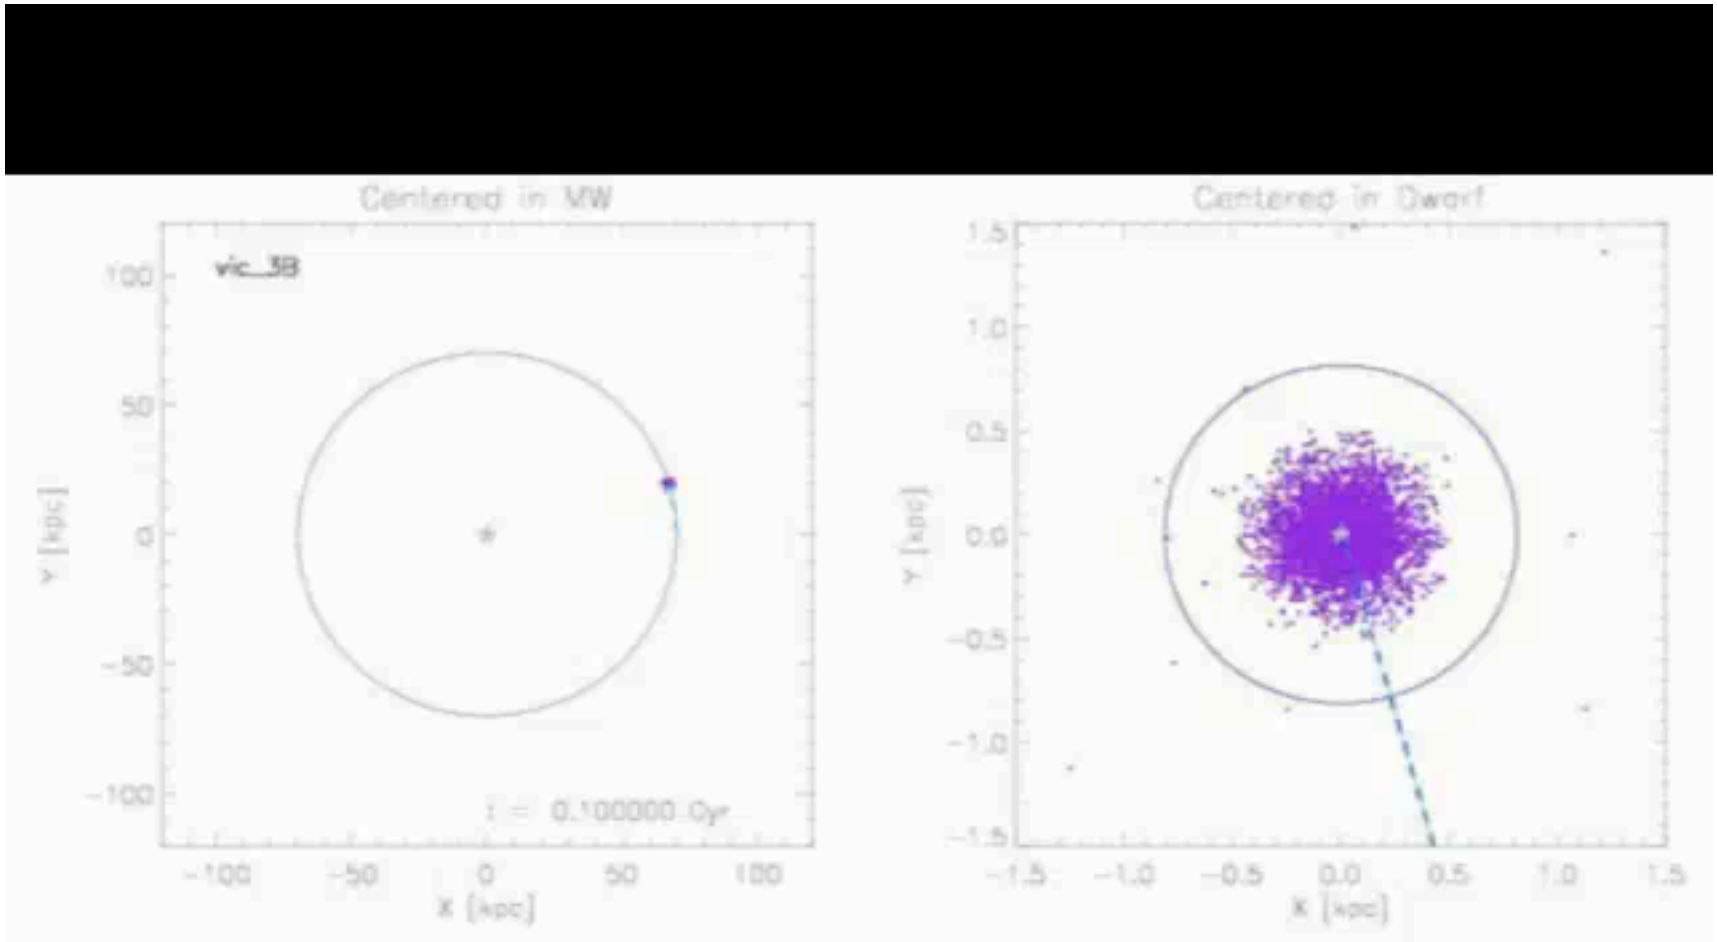 Centered in MW
vic_3B
100
50
0
-50
-100
Y [kpc]
t = 0.100000 Gyr
-100 -50 0 50 100
X [kpc]
Centered in Dwarf
1.5
1.0
0.5
0.0
-0.5
-1.0
-1.5
Y [kpc]
-1.5 -1.0 -0.5 0.0 0.5 1.0 1.5
X [kpc]